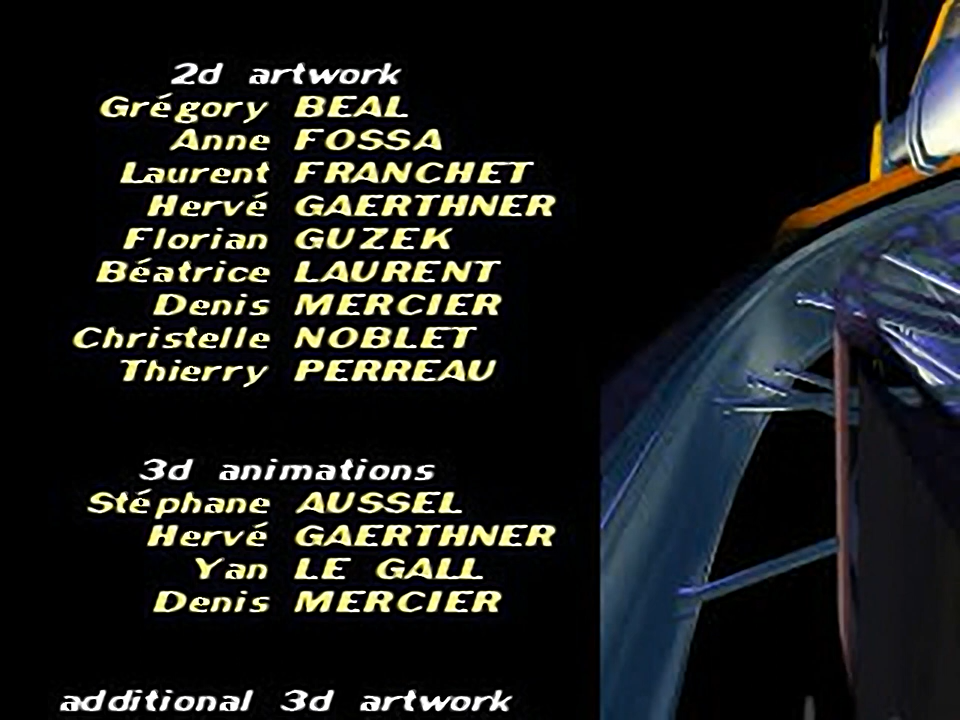 2d artwork
Grégory BEAL
Anne FOSSA
Laurent FRANCHET
Hervé GAERTHNER
Florian GUZEK
Béatrice LAURENT
Denis MERCIER
Christelle NOBLET
Thierry PERREAU
3d animations
Stéphane AUSSEL
Hervé GAERTHNER
Yan LE GALL
Denis MERCIER
additional 3d artwork